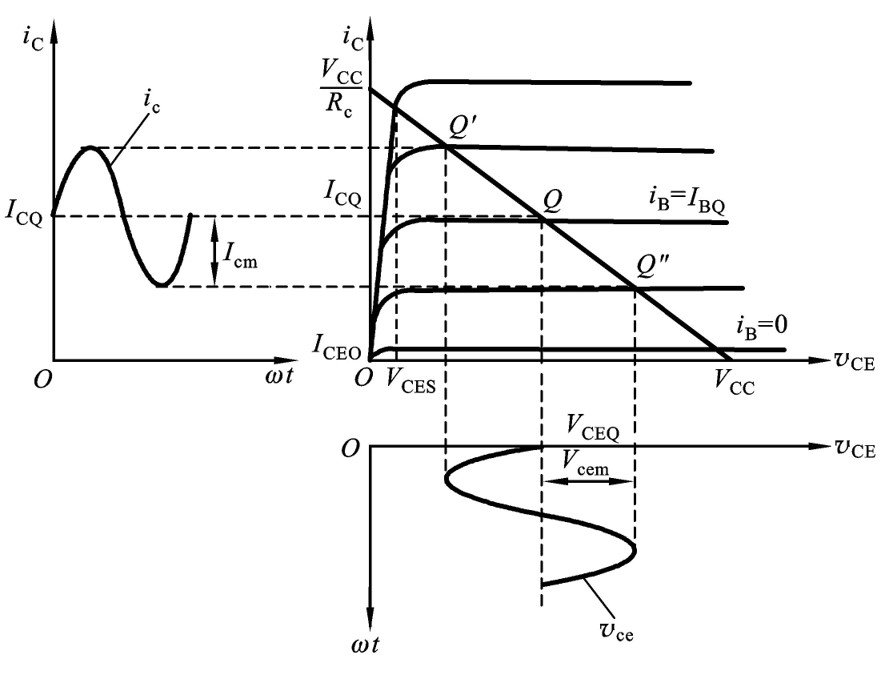 i_C
i_C
V_CC
R_c
i_c
Q′
I_CQ
I_CQ
Q
i_B=I_BQ
I_cm
Q″
I_CEO
i_B=0
O
ωt
O
V_CES
V_CC
v_CE
O
V_CEQ
v_CE
V_cem
v_ce
ωt